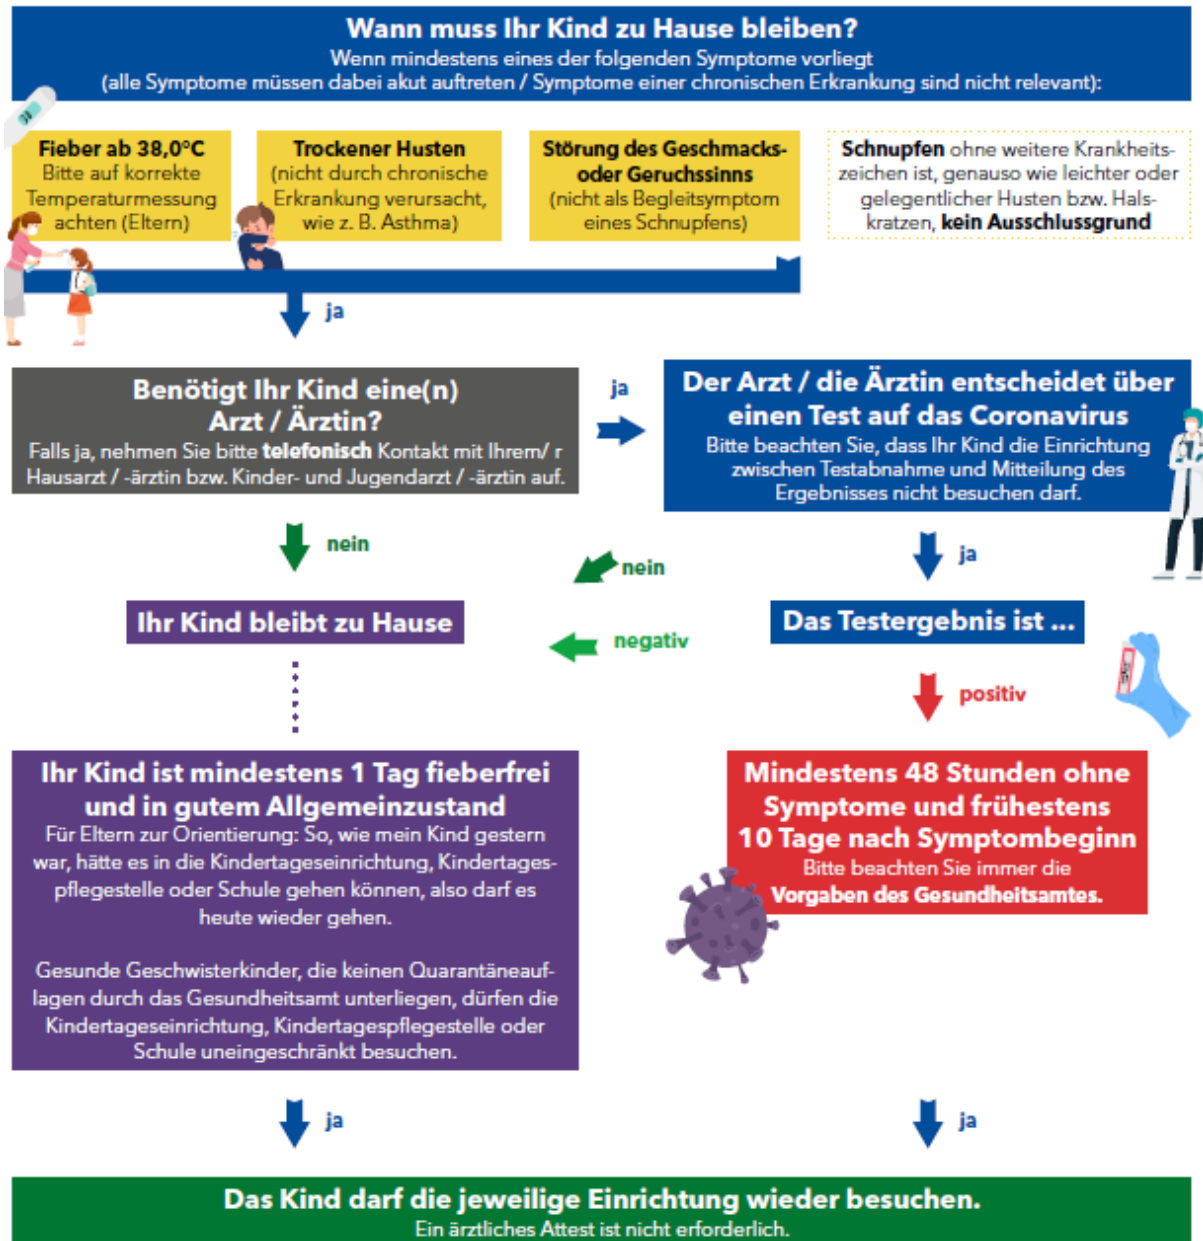 Wann muss Ihr Kind zu Hause bleiben?
Wenn mindestens eines der folgenden Symptome vorliegt
(alle Symptome müssen dabei akut auftreten / Symptome einer chronischen Erkrankung sind nicht relevant):
Fieber ab 38,0°C
Bitte auf korrekte
Temperaturmessung
achten (Eltern)
Trockener Husten
(nicht durch chronische
Erkrankung verursacht,
wie z. B. Asthma)
Störung des Geschmacks-
oder Geruchssinns
(nicht als Begleitsymptom
eines Schnupfens)
Schnupfen ohne weitere Krankheits-
zeichen ist, genauso wie leichter oder
gelegentlicher Husten bzw. Hals-
kratzen, kein Ausschlussgrund
ja
Benötigt Ihr Kind eine(n)
Arzt / Ärztin?
Falls ja, nehmen Sie bitte telefonisch Kontakt mit Ihrem/ r
Hausarzt / -ärztin bzw. Kinder- und Jugendarzt / -ärztin auf.
ja
Der Arzt / die Ärztin entscheidet über
einen Test auf das Coronavirus
Bitte beachten Sie, dass Ihr Kind die Einrichtung
zwischen Testabnahme und Mitteilung des
Ergebnisses nicht besuchen darf.
nein
nein
ja
Ihr Kind bleibt zu Hause
negativ
Das Testergebnis ist ...
positiv
Ihr Kind ist mindestens 1 Tag fieberfrei
und in gutem Allgemeinzustand
Für Eltern zur Orientierung: So, wie mein Kind gestern
war, hätte es in die Kindertageseinrichtung, Kindertages-
pflegestelle oder Schule gehen können, also darf es
heute wieder gehen.
Gesunde Geschwisterkinder, die keinen Quarantäneauf-
lagen durch das Gesundheitsamt unterliegen, dürfen die
Kindertageseinrichtung, Kindertagespflegestelle oder
Schule uneingeschränkt besuchen.
Mindestens 48 Stunden ohne
Symptome und frühestens
10 Tage nach Symptombeginn
Bitte beachten Sie immer die
Vorgaben des Gesundheitsamtes.
ja
ja
Das Kind darf die jeweilige Einrichtung wieder besuchen.
Ein ärztliches Attest ist nicht erforderlich.